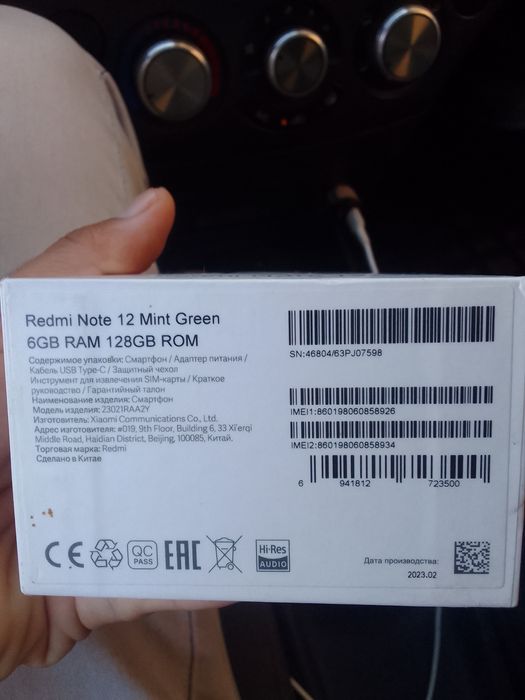 Redmi Note 12 Mint Green
6GB RAM 128GB ROM
Содержимое упаковки: Смартфон / Адаптер питания /
Кабель USB Type-C / Защитный чехол
Инструмент для извлечения SIM-карты / Краткое
руководство / Гарантийный талон
Наименование изделия: Смартфон
Модель изделия: 23021RAA2Y
Изготовитель: Xiaomi Communications Co., Ltd.
Адрес изготовителя: #019, 9th Floor, Building 6, 33 Xi'erqi
Middle Road, Haidian District, Beijing, 100085, Китай.
Торговая марка: Redmi
Сделано в Китае
SN:46804/63PJ07598
IMEI1:860198060858926
IMEI2:860198060858934
6 941812 723500
CE
QC
PASS
EAC
Hi-Res
AUDIO
Дата производства:
2023.02